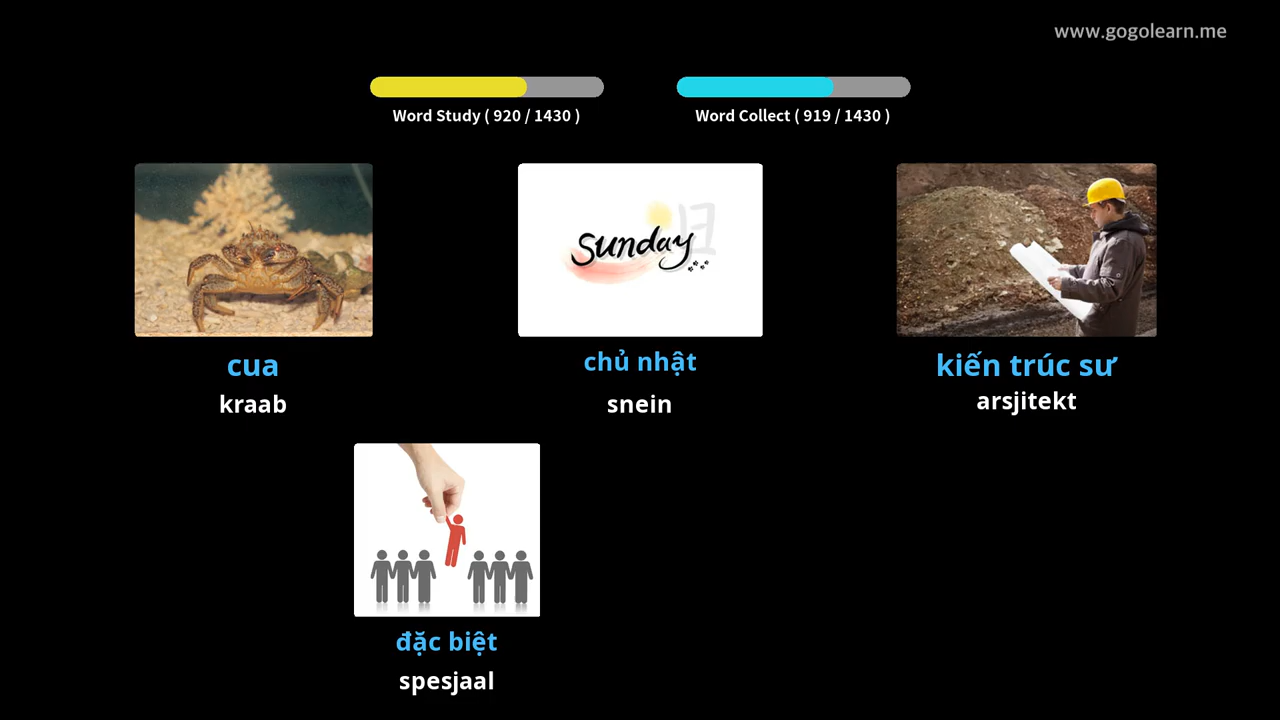 www.gogolearn.me
Word Study ( 920 / 1430 )
Word Collect ( 919 / 1430 )
Sunday
cua
kraab
chủ nhật
snein
kiến trúc sư
arsjitekt
đặc biệt
spesjaal